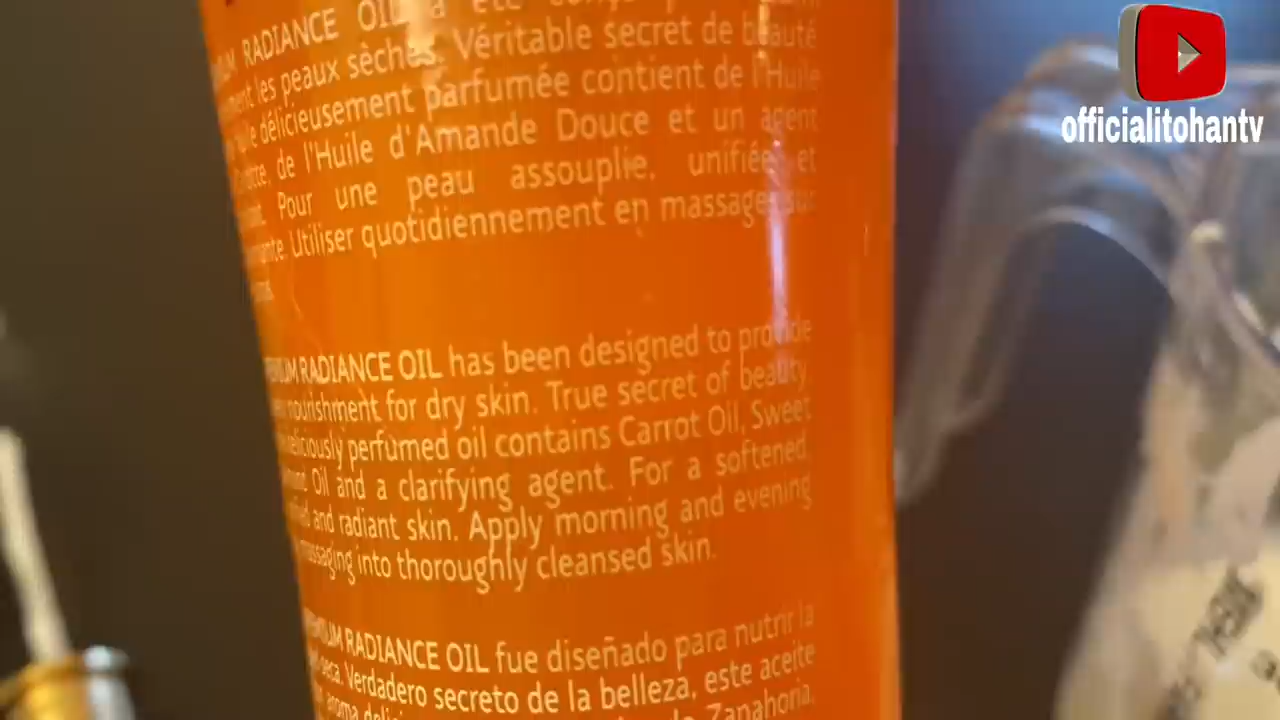 RADIANCE OIL a été
les peaux sèches. Véritable secret de beauté
délicieusement parfumée contient de l'Huile
de l'Huile d'Amande Douce et un agent
Pour une peau assouplie, unifiée et
Utiliser quotidiennement en massage sur
officialitohantv
RADIANCE OIL has been designed to provide
nourishment for dry skin. True secret of beauty,
deliciously perfumed oil contains Carrot Oil, Sweet
Oil and a clarifying agent. For a softened,
and radiant skin. Apply morning and evening
massaging into thoroughly cleansed skin.
RADIANCE OIL fue diseñado para nutrir la
seca. Verdadero secreto de la belleza, este aceite
Zanahoria,